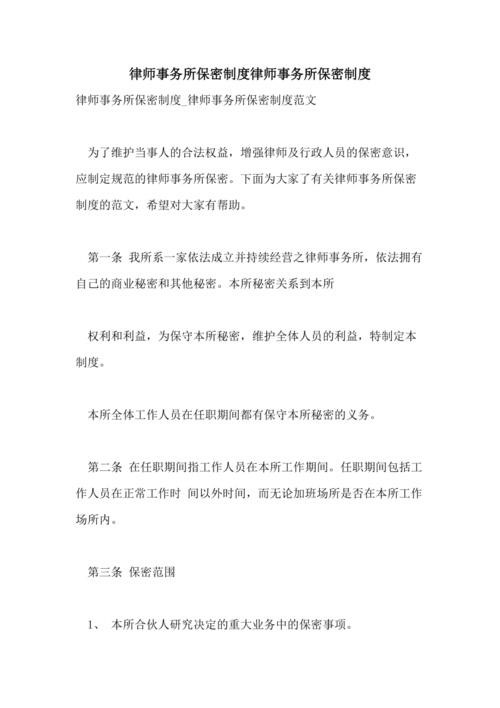 律师事务所保密制度律师事务所保密制度
律师事务所保密制度_律师事务所保密制度范文
为了维护当事人的合法权益，增强律师及行政人员的保密意识，
应制定规范的律师事务所保密。下面为大家了有关律师事务所保密
制度的范文，希望对大家有帮助。
第一条 我所系一家依法成立并持续经营之律师事务所，依法拥有
自己的商业秘密和其他秘密。本所秘密关系到本所
权利和利益，为保守本所秘密，维护全体人员的利益，特制定本
制度。
本所全体工作人员在任职期间都有保守本所秘密的义务。
第二条 在任职期间指工作人员在本所工作期间。任职期间包括工
作人员在正常工作时 间以外时间，而无论加班场所是否在本所工作
场所内。
第三条 保密范围
1、 本所合伙人研究决定的重大业务中的保密事项。